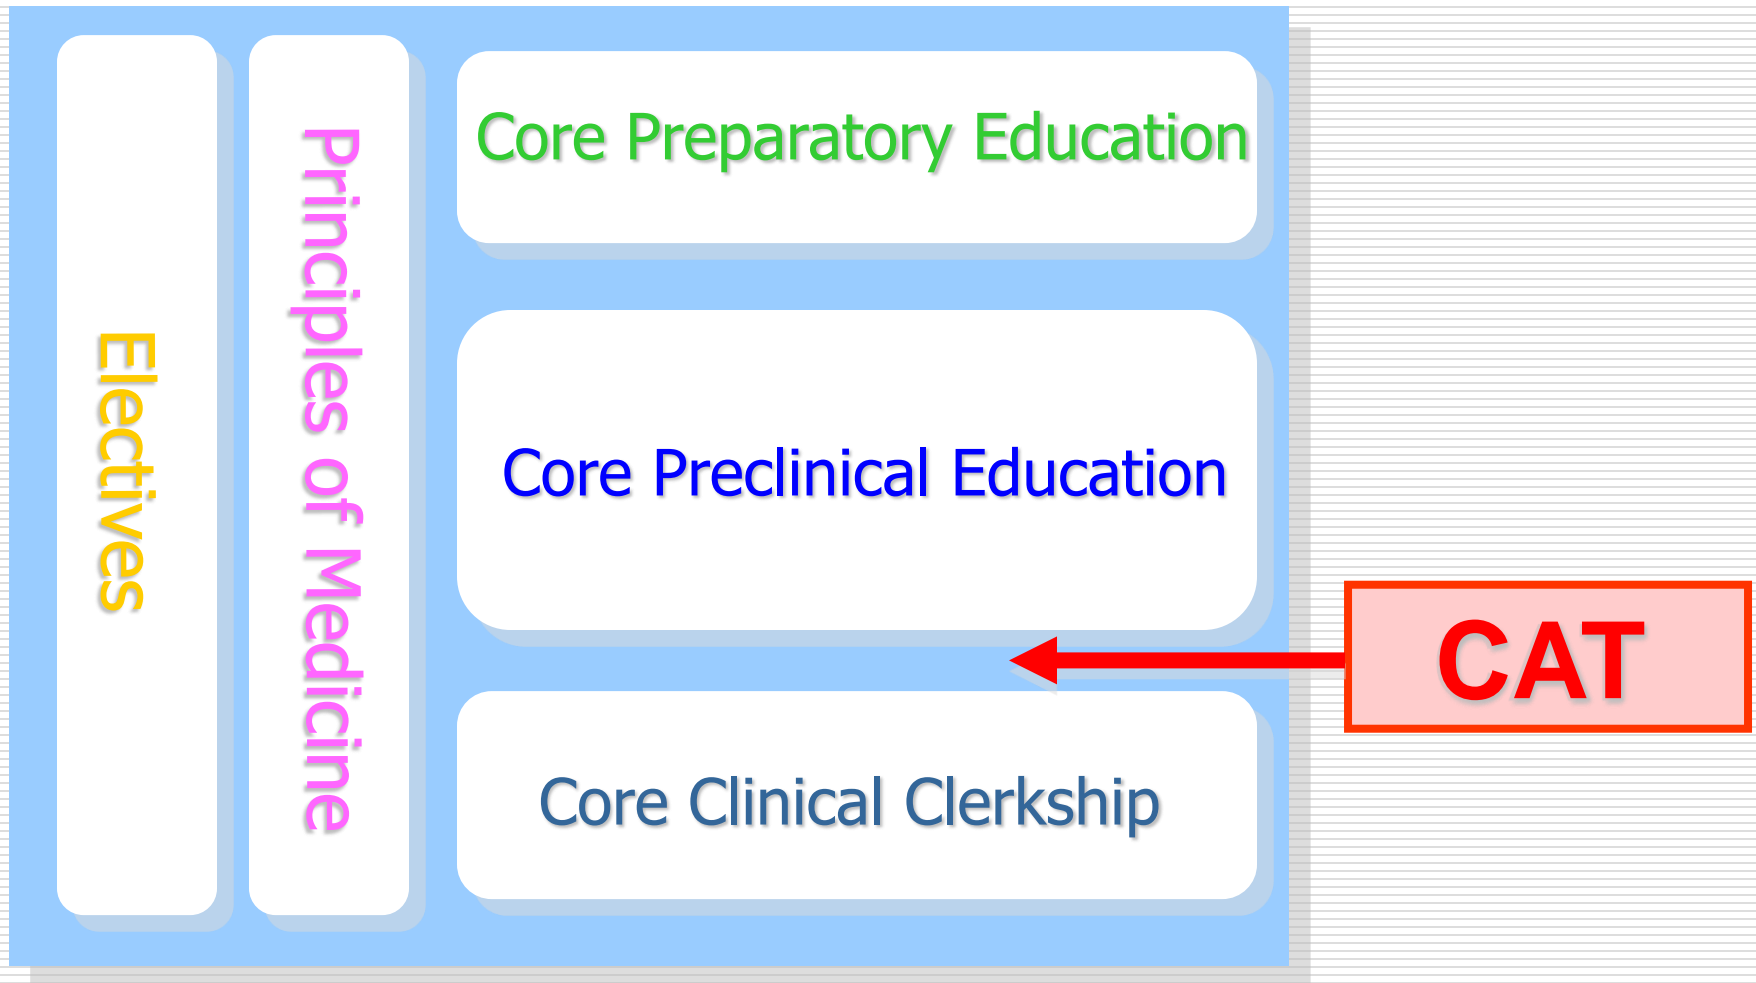 Electives
Principles of Medicine
Core Preparatory Education
Core Preclinical Education
Core Clinical Clerkship
CAT